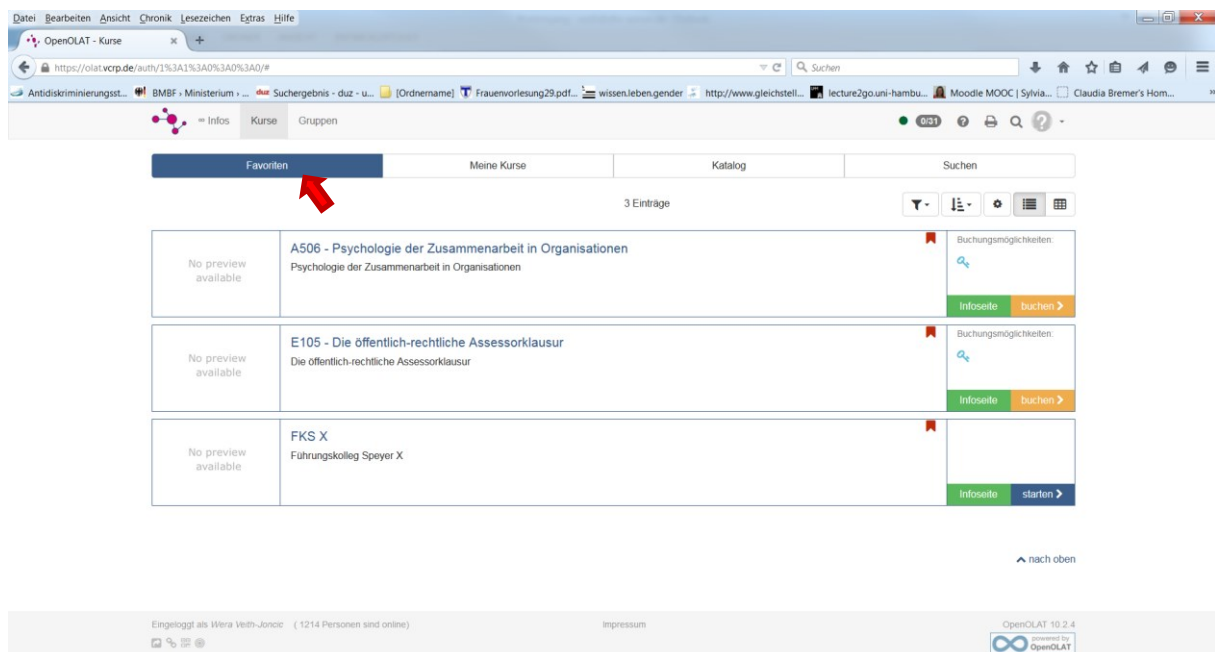 Datei Bearbeiten Ansicht Chronik Lesezeichen Extras Hilfe
OpenOLAT - Kurse
https://olat.vcrp.de/auth/1%3A1%3A0%3A0%3A0%3A0/#
Suchen
Antidiskriminierungsst... BMBF › Ministerium › ... duz Suchergebnis - duz - u... [Ordnername] Frauenvorlesung29.pdf... wissen.leben.gender http://www.gleichstell... lecture2go.uni-hambu... Moodle MOOC | Sylvia... Claudia Bremer's Hom...
Infos Kurse Gruppen
0/31
Favoriten Meine Kurse Katalog Suchen
3 Einträge
No preview available
A506 - Psychologie der Zusammenarbeit in Organisationen
Psychologie der Zusammenarbeit in Organisationen
Buchungsmöglichkeiten:
Infoseite buchen
No preview available
E105 - Die öffentlich-rechtliche Assessorklausur
Die öffentlich-rechtliche Assessorklausur
Buchungsmöglichkeiten:
Infoseite buchen
No preview available
FKS X
Führungskolleg Speyer X
Infoseite starten
nach oben
Eingeloggt als Wera Veith-Joncic ( 1214 Personen sind online) Impressum OpenOLAT 10.2.4
powered by
OpenOLAT